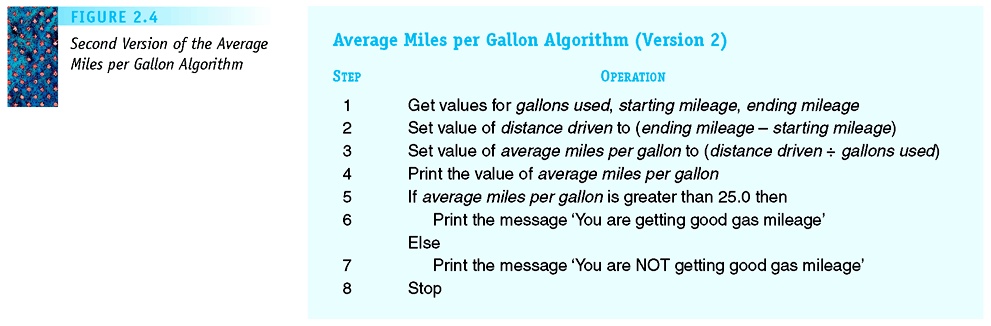 FIGURE 2.4
Second Version of the Average
Miles per Gallon Algorithm
Average Miles per Gallon Algorithm (Version 2)
STEP OPERATION
1 Get values for gallons used, starting mileage, ending mileage
2 Set value of distance driven to (ending mileage – starting mileage)
3 Set value of average miles per gallon to (distance driven ÷ gallons used)
4 Print the value of average miles per gallon
5 If average miles per gallon is greater than 25.0 then
6 Print the message ‘You are getting good gas mileage’
Else
7 Print the message ‘You are NOT getting good gas mileage’
8 Stop